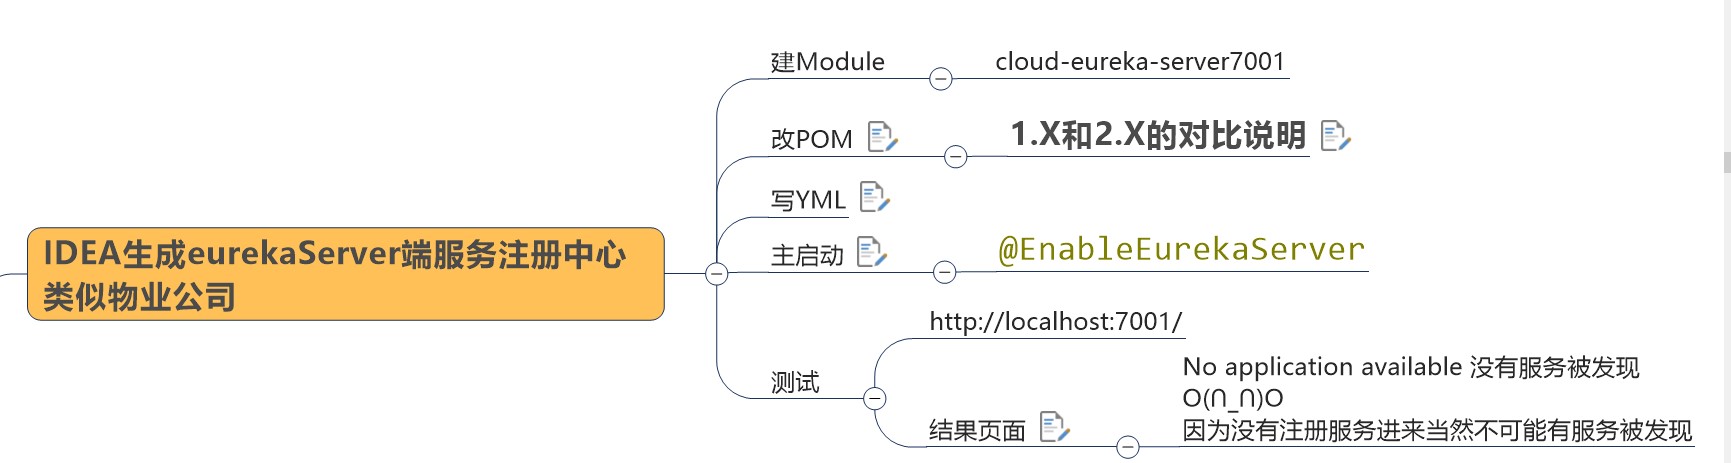 IDEA生成eurekaServer端服务注册中心
类似物业公司
建Module
cloud-eureka-server7001
改POM
1.X和2.X的对比说明
写YML
主启动
@EnableEurekaServer
测试
http://localhost:7001/
结果页面
No application available 没有服务被发现
O(∩_∩)O
因为没有注册服务进来当然不可能有服务被发现